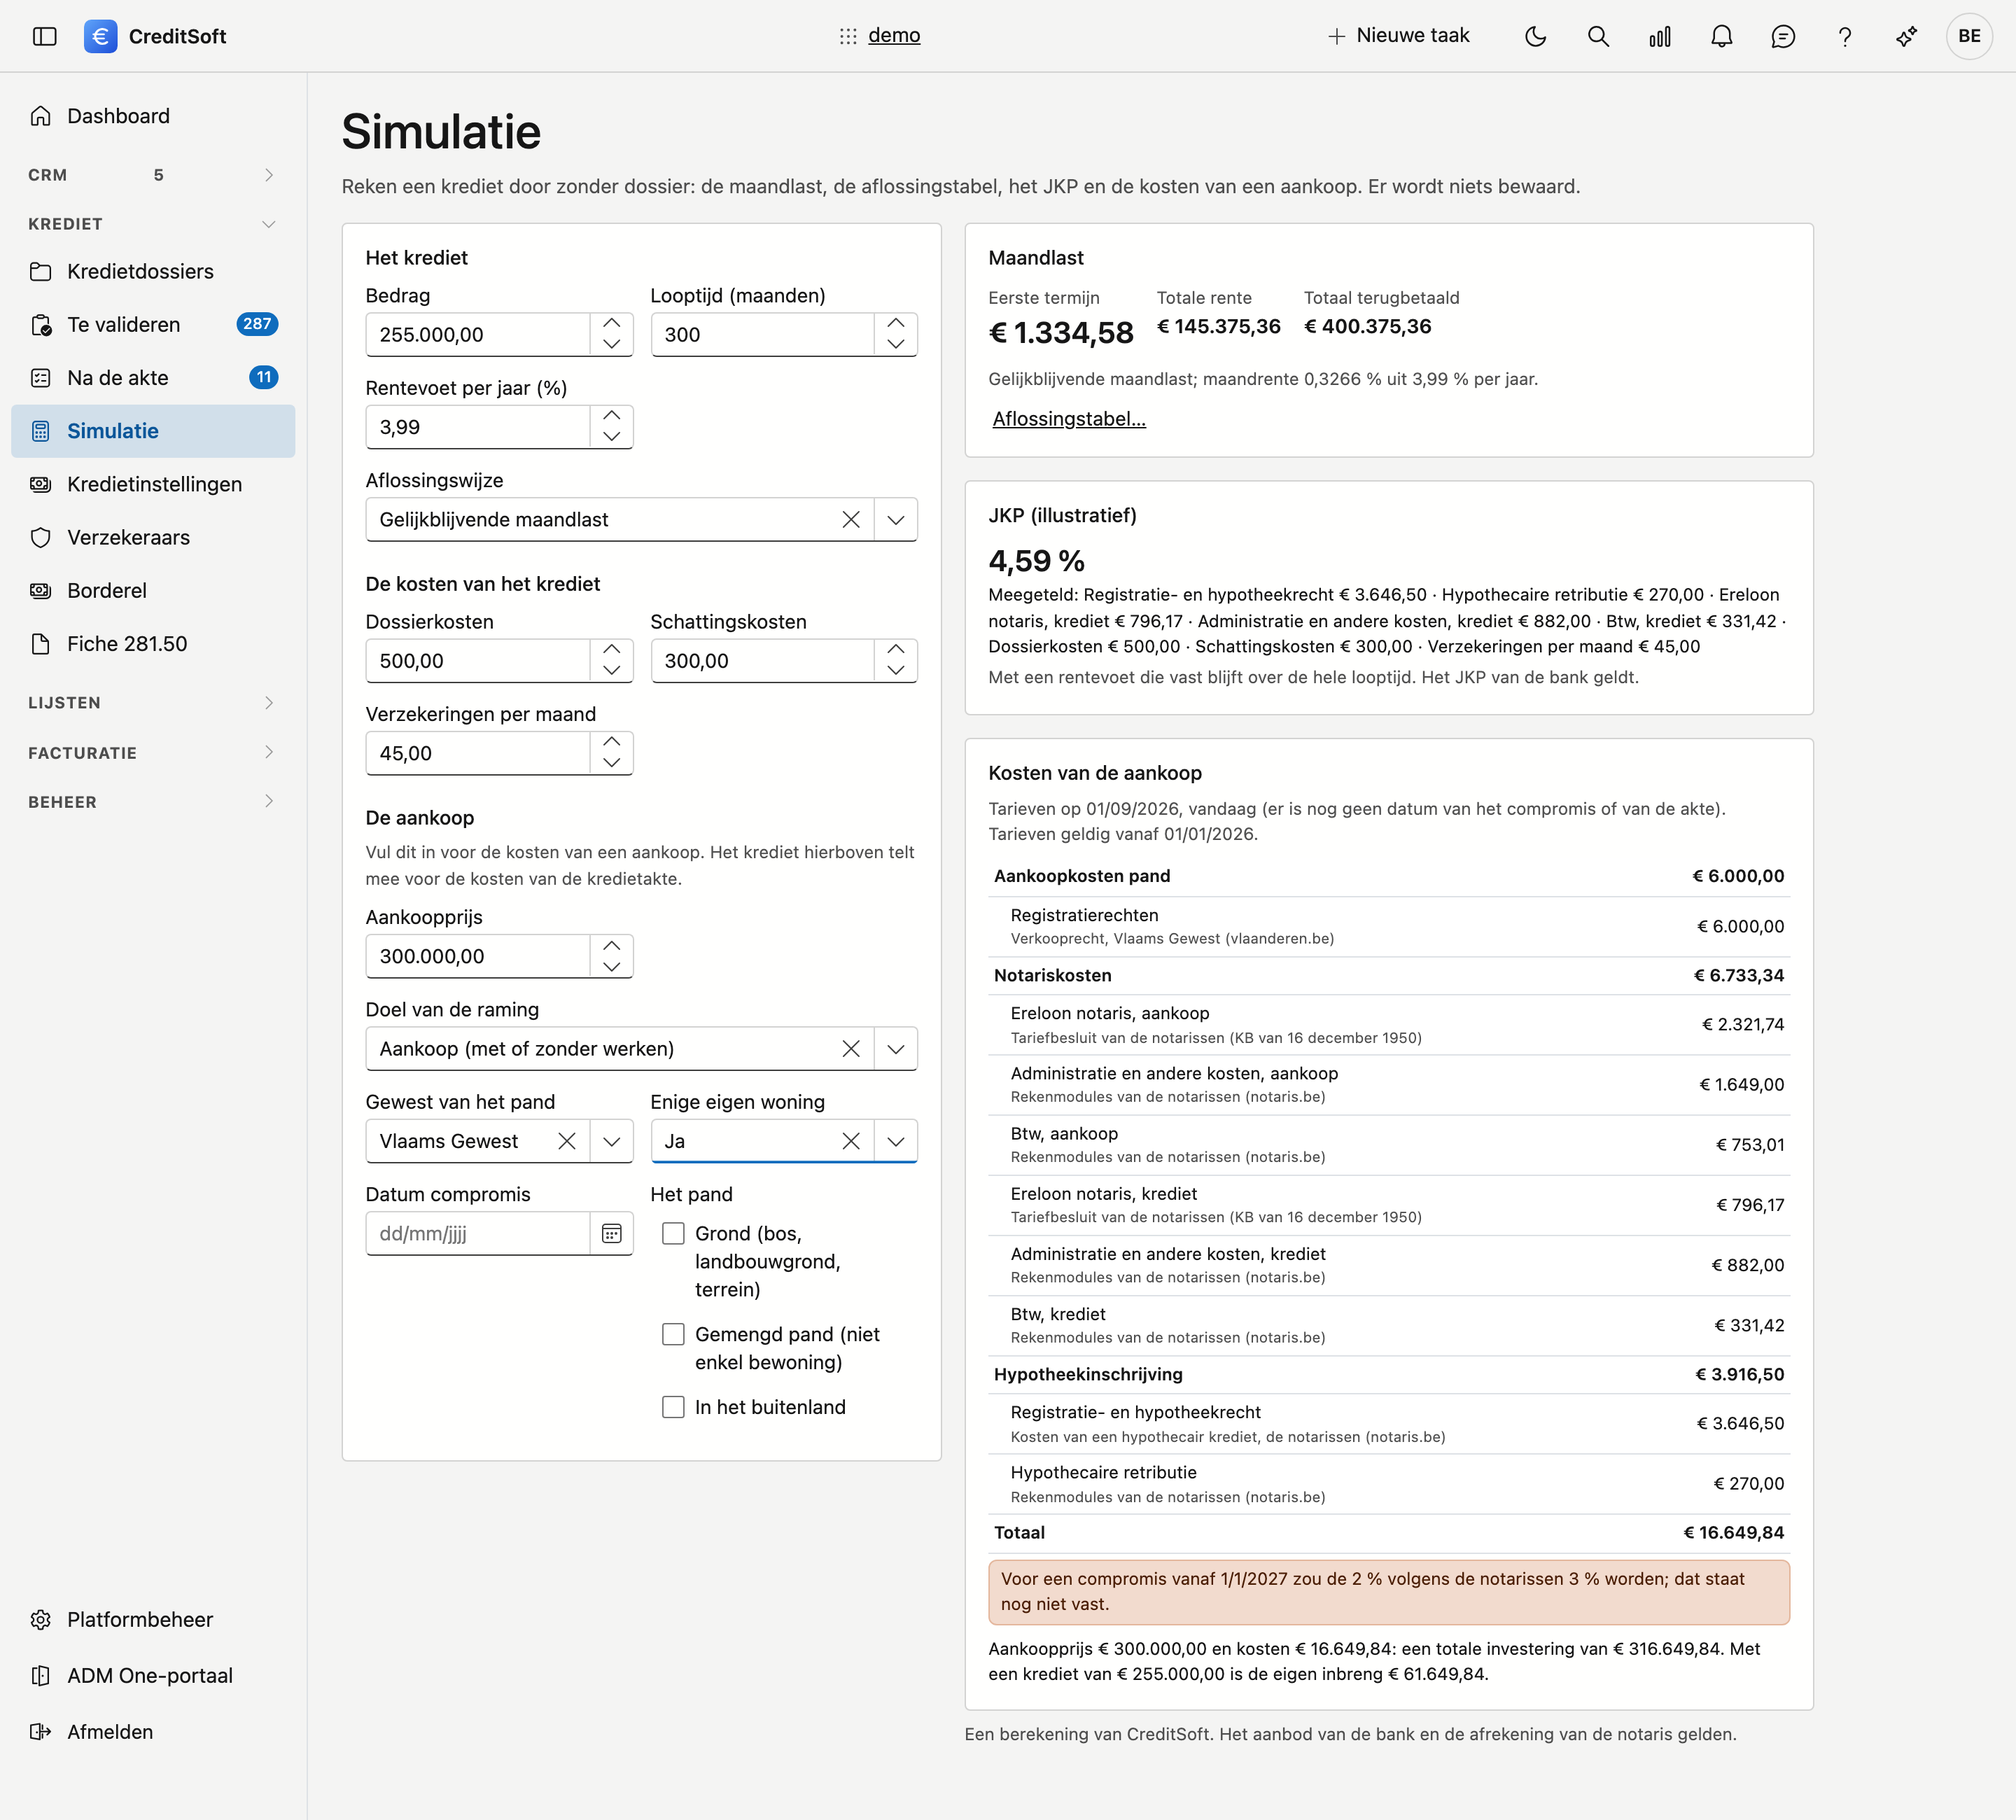 CreditSoft
demo
Nieuwe taak
BE
Dashboard
CRM 5
KREDIET
Kredietdossiers
Te valideren 287
Na de akte 11
Simulatie
Kredietinstellingen
Verzekeraars
Borderel
Fiche 281.50
LIJSTEN
FACTURATIE
BEHEER
Platformbeheer
ADM One-portaal
Afmelden
Simulatie
Reken een krediet door zonder dossier: de maandlast, de aflossingstabel, het JKP en de kosten van een aankoop. Er wordt niets bewaard.
Het krediet
Bedrag
255.000,00
Looptijd (maanden)
300
Rentevoet per jaar (%)
3,99
Aflossingswijze
Gelijkblijvende maandlast
De kosten van het krediet
Dossierkosten
500,00
Schattingskosten
300,00
Verzekeringen per maand
45,00
De aankoop
Vul dit in voor de kosten van een aankoop. Het krediet hierboven telt
mee voor de kosten van de kredietakte.
Aankoopprijs
300.000,00
Doel van de raming
Aankoop (met of zonder werken)
Gewest van het pand
Vlaams Gewest
Enige eigen woning
Ja
Datum compromis
dd/mm/jjjj
Het pand
Grond (bos,
landbouwgrond,
terrein)
Gemengd pand (niet
enkel bewoning)
In het buitenland
Maandlast
Eerste termijn
€ 1.334,58
Totale rente
€ 145.375,36
Totaal terugbetaald
€ 400.375,36
Gelijkblijvende maandlast; maandrente 0,3266 % uit 3,99 % per jaar.
Aflossingstabel...
JKP (illustratief)
4,59 %
Meegeteld: Registratie- en hypotheekrecht € 3.646,50 · Hypothecaire retributie € 270,00 · Ereloon
notaris, krediet € 796,17 · Administratie en andere kosten, krediet € 882,00 · Btw, krediet € 331,42 ·
Dossierkosten € 500,00 · Schattingskosten € 300,00 · Verzekeringen per maand € 45,00
Met een rentevoet die vast blijft over de hele looptijd. Het JKP van de bank geldt.
Kosten van de aankoop
Tarieven op 01/09/2026, vandaag (er is nog geen datum van het compromis of van de akte).
Tarieven geldig vanaf 01/01/2026.
Aankoopkosten pand € 6.000,00
Registratierechten € 6.000,00
Verkooprecht, Vlaams Gewest (vlaanderen.be)
Notariskosten € 6.733,34
Ereloon notaris, aankoop € 2.321,74
Tariefbesluit van de notarissen (KB van 16 december 1950)
Administratie en andere kosten, aankoop € 1.649,00
Rekenmodules van de notarissen (notaris.be)
Btw, aankoop € 753,01
Rekenmodules van de notarissen (notaris.be)
Ereloon notaris, krediet € 796,17
Tariefbesluit van de notarissen (KB van 16 december 1950)
Administratie en andere kosten, krediet € 882,00
Rekenmodules van de notarissen (notaris.be)
Btw, krediet € 331,42
Rekenmodules van de notarissen (notaris.be)
Hypotheekinschrijving € 3.916,50
Registratie- en hypotheekrecht € 3.646,50
Kosten van een hypothecair krediet, de notarissen (notaris.be)
Hypothecaire retributie € 270,00
Rekenmodules van de notarissen (notaris.be)
Totaal € 16.649,84
Voor een compromis vanaf 1/1/2027 zou de 2 % volgens de notarissen 3 % worden; dat staat
nog niet vast.
Aankoopprijs € 300.000,00 en kosten € 16.649,84: een totale investering van € 316.649,84. Met
een krediet van € 255.000,00 is de eigen inbreng € 61.649,84.
Een berekening van CreditSoft. Het aanbod van de bank en de afrekening van de notaris gelden.